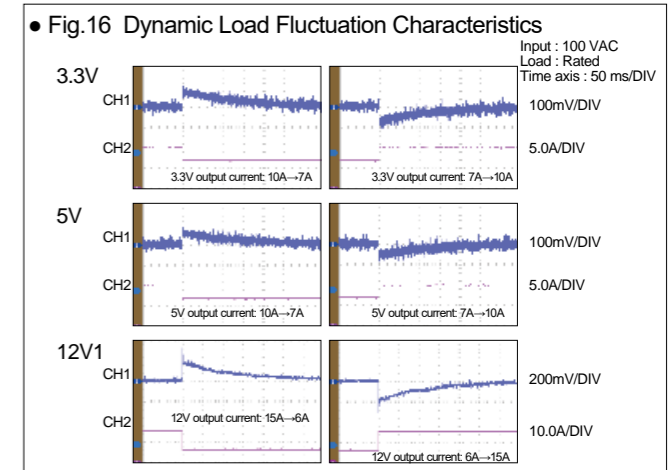 ● Fig.16 Dynamic Load Fluctuation Characteristics
Input : 100 VAC
Load : Rated
Time axis : 50 ms/DIV
3.3V
CH1
100mV/DIV
CH2
5.0A/DIV
3.3V output current: 10A→7A
3.3V output current: 7A→10A
5V
CH1
100mV/DIV
CH2
5.0A/DIV
5V output current: 10A→7A
5V output current: 7A→10A
12V1
CH1
200mV/DIV
12V output current: 15A→6A
CH2
10.0A/DIV
12V output current: 6A→15A